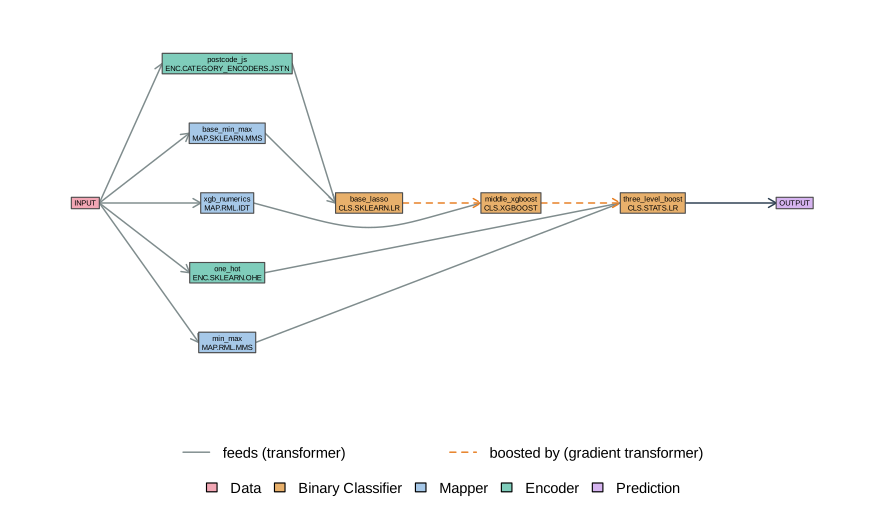 postcode_js
ENC.CATEGORY_ENCODERS.JSTN
base_min_max
MAP.SKLEARN.MMS
INPUT
xgb_numerics
MAP.RML.IDT
base_lasso
CLS.SKLEARN.LR
middle_xgboost
CLS.XGBOOST
three_level_boost
CLS.STATS.LR
OUTPUT
one_hot
ENC.SKLEARN.OHE
min_max
MAP.RML.MMS
feeds (transformer)
boosted by (gradient transformer)
Data
Binary Classifier
Mapper
Encoder
Prediction